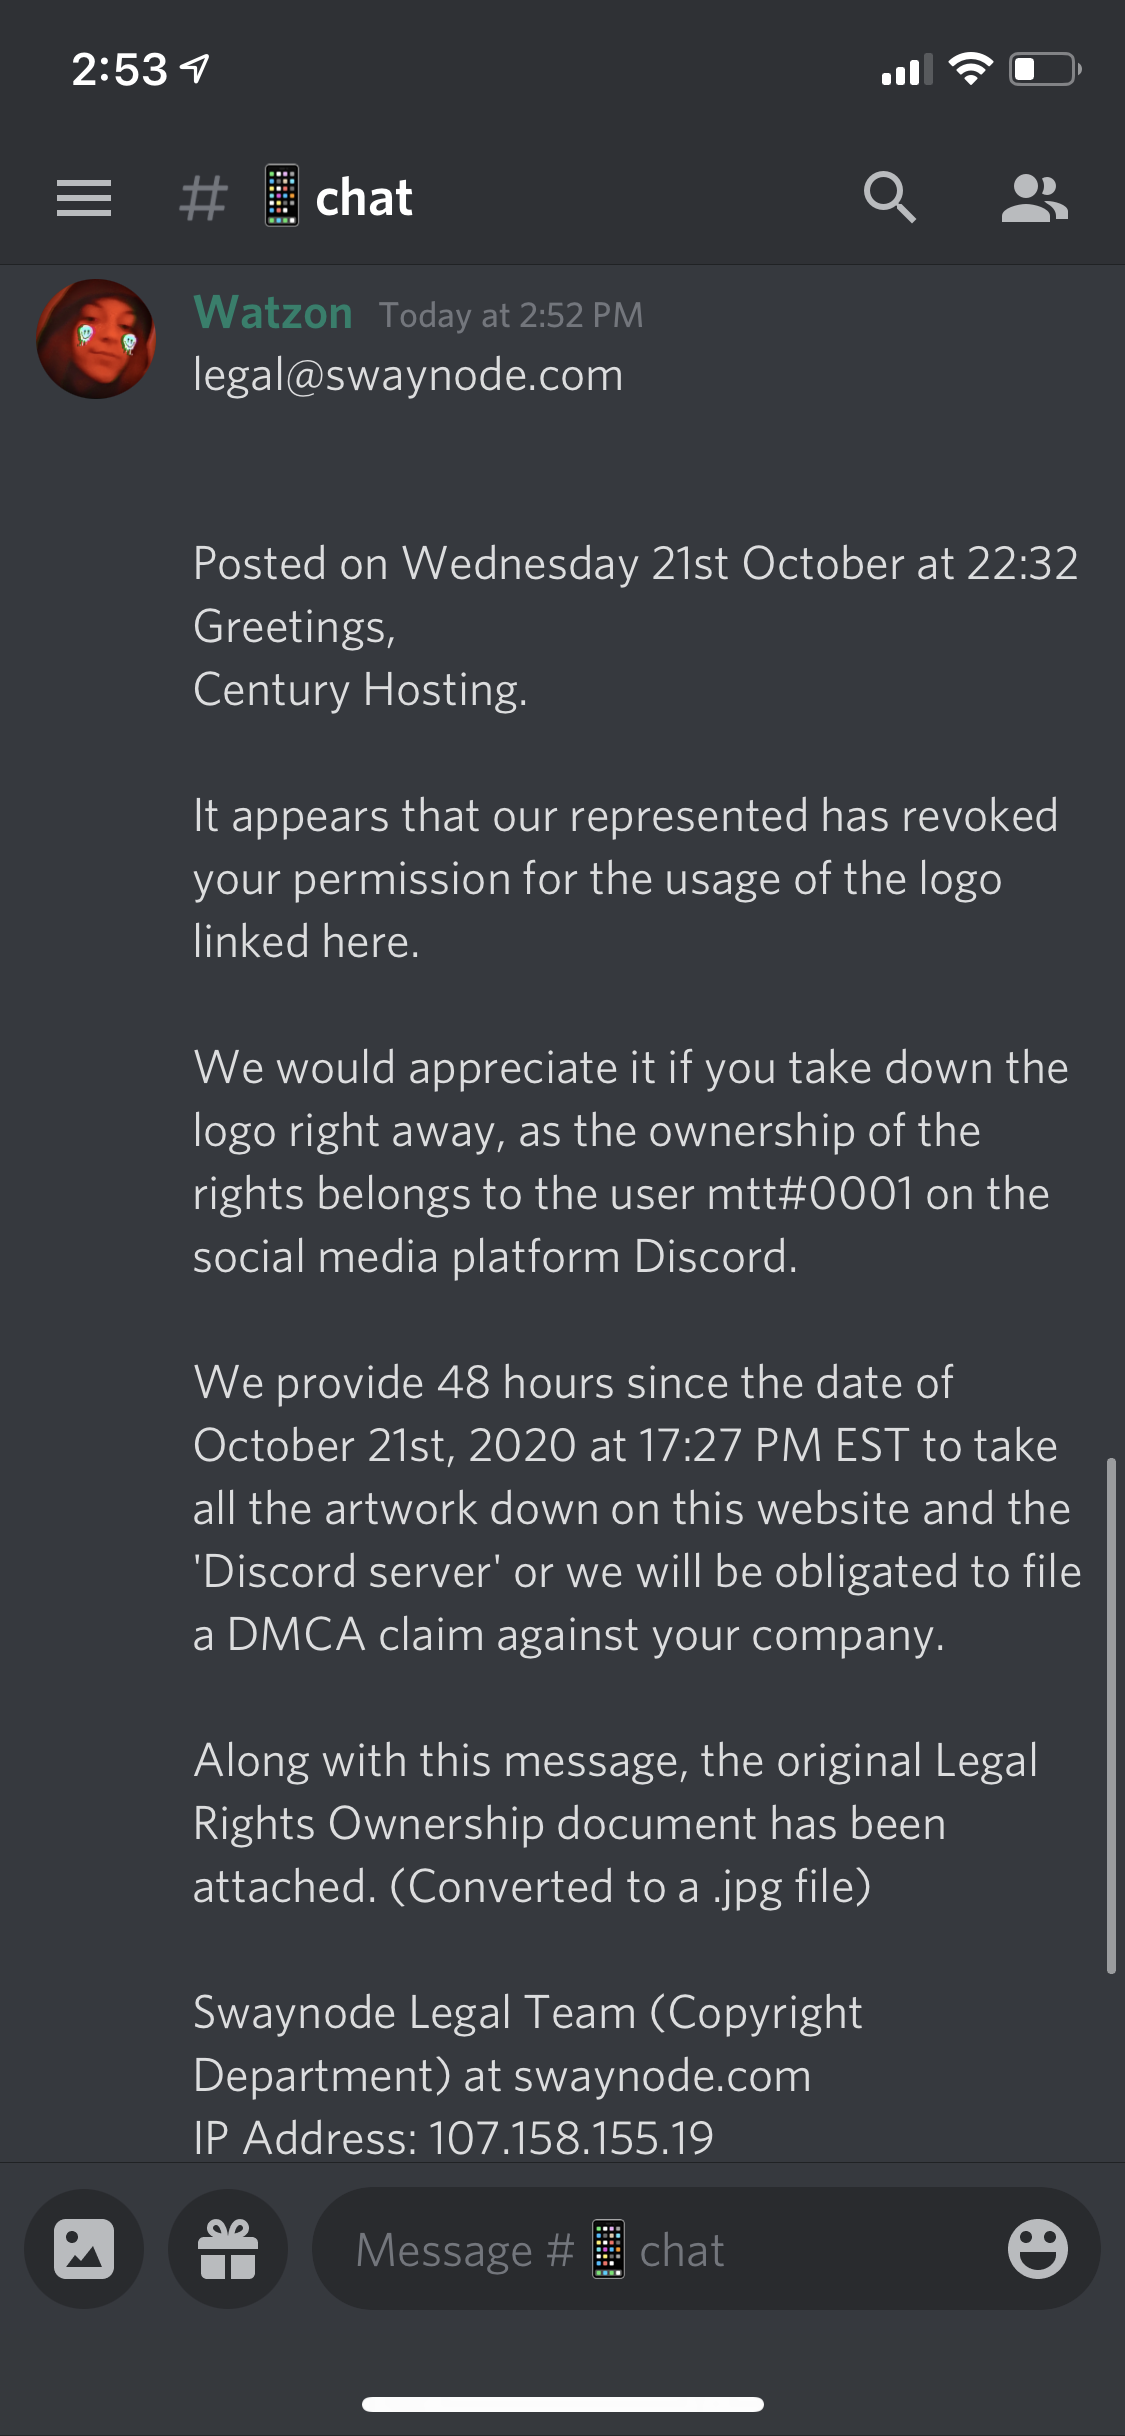 2:53
# 📱 chat
Watzon Today at 2:52 PM
legal@swaynode.com
Posted on Wednesday 21st October at 22:32
Greetings,
Century Hosting.
It appears that our represented has revoked
your permission for the usage of the logo
linked here.
We would appreciate it if you take down the
logo right away, as the ownership of the
rights belongs to the user mtt#0001 on the
social media platform Discord.
We provide 48 hours since the date of
October 21st, 2020 at 17:27 PM EST to take
all the artwork down on this website and the
'Discord server' or we will be obligated to file
a DMCA claim against your company.
Along with this message, the original Legal
Rights Ownership document has been
attached. (Converted to a .jpg file)
Swaynode Legal Team (Copyright
Department) at swaynode.com
IP Address: 107.158.155.19
Message #📱chat